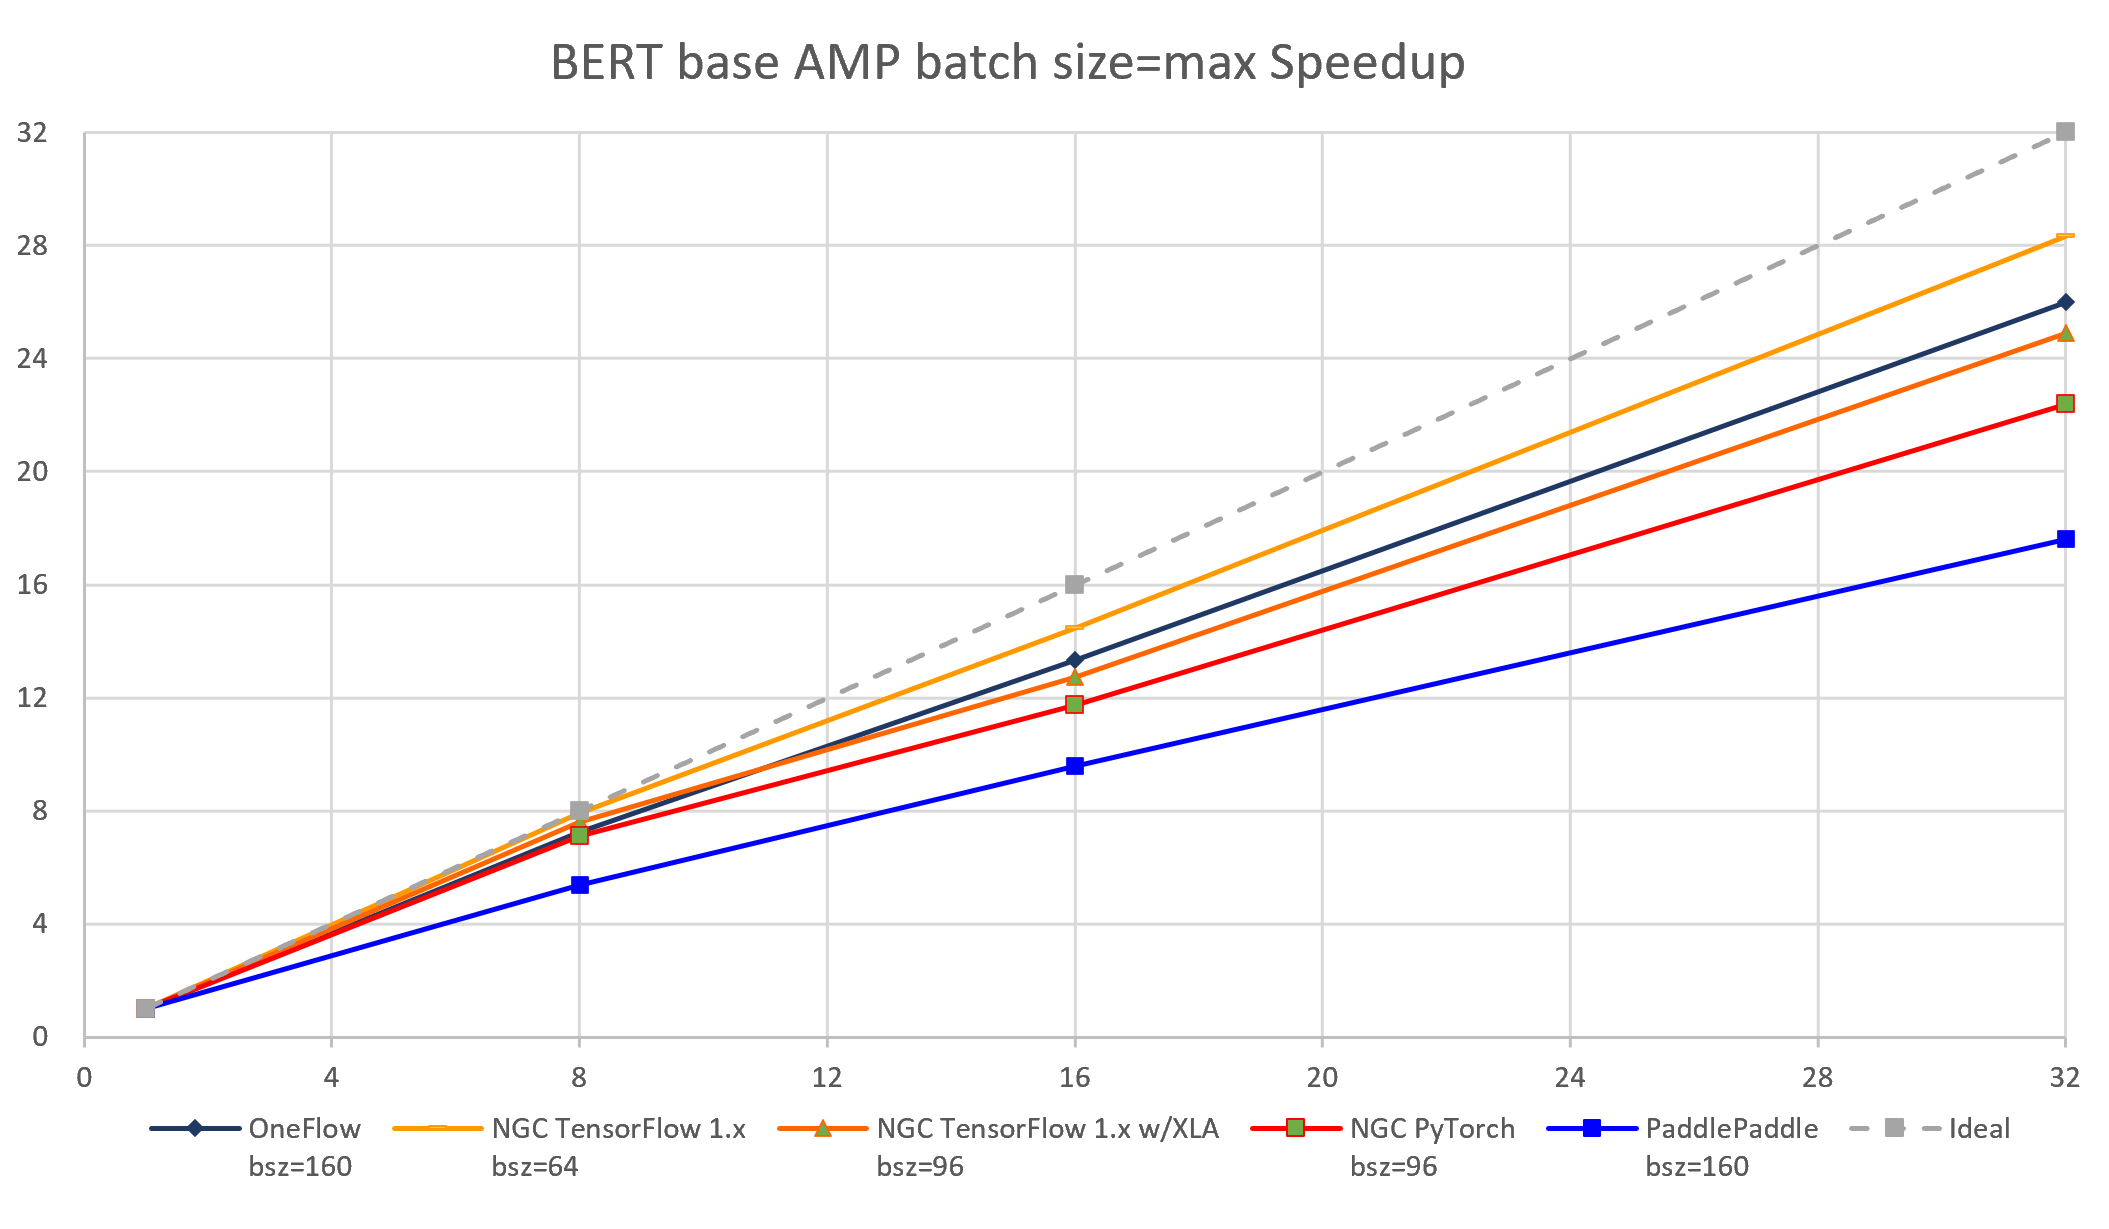 BERT base AMP batch size=max Speedup
32
28
24
20
16
12
8
4
0
0 4 8 12 16 20 24 28 32
OneFlow NGC TensorFlow 1.x NGC TensorFlow 1.x w/XLA NGC PyTorch PaddlePaddle Ideal
bsz=160 bsz=64 bsz=96 bsz=96 bsz=160